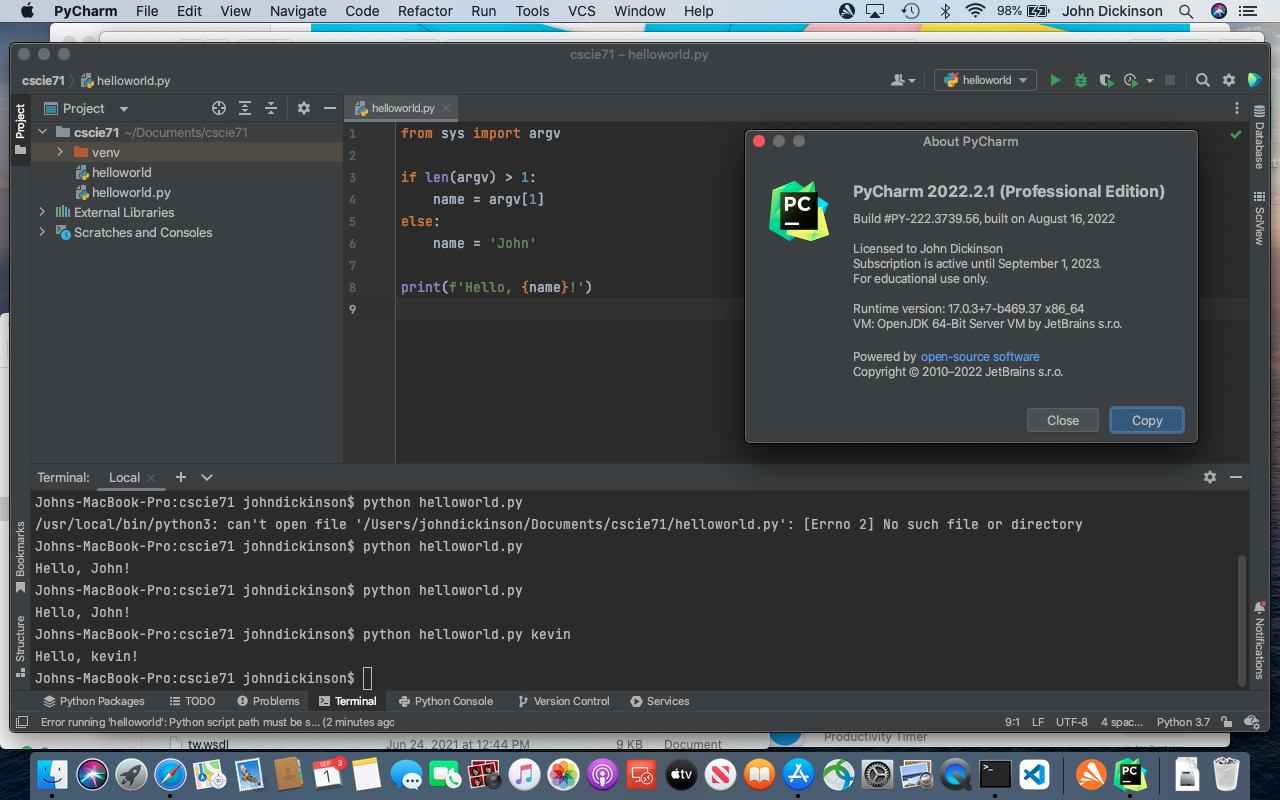 PyCharm File Edit View Navigate Code Refactor Run Tools VCS Window Help 98% John Dickinson
cscie71 – helloworld.py
cscie71 helloworld.py helloworld
Project
helloworld.py
cscie71 ~/Documents/cscie71
venv
helloworld
helloworld.py
External Libraries
Scratches and Consoles
Project
Bookmarks
Structure
1 from sys import argv
2
3 if len(argv) > 1:
4 name = argv[1]
5 else:
6 name = 'John'
7
8 print(f'Hello, {name}!')
9
About PyCharm
PC
PyCharm 2022.2.1 (Professional Edition)
Build #PY-222.3739.56, built on August 16, 2022
Licensed to John Dickinson
Subscription is active until September 1, 2023.
For educational use only.
Runtime version: 17.0.3+7-b469.37 x86_64
VM: OpenJDK 64-Bit Server VM by JetBrains s.r.o.
Powered by open-source software
Copyright © 2010–2022 JetBrains s.r.o.
Close Copy
Database
SciView
Notifications
Terminal: Local
Johns-MacBook-Pro:cscie71 johndickinson$ python helloworld.py
/usr/local/bin/python3: can't open file '/Users/johndickinson/Documents/cscie71/helloworld.py': [Errno 2] No such file or directory
Johns-MacBook-Pro:cscie71 johndickinson$ python helloworld.py
Hello, John!
Johns-MacBook-Pro:cscie71 johndickinson$ python helloworld.py
Hello, John!
Johns-MacBook-Pro:cscie71 johndickinson$ python helloworld.py kevin
Hello, kevin!
Johns-MacBook-Pro:cscie71 johndickinson$
Python Packages TODO Problems Terminal Python Console Version Control Services
Error running 'helloworld': Python script path must be s... (2 minutes ago 9:1 LF UTF-8 4 spac... Python 3.7
tw.wsdl Jun 24, 2021 at 12:44 PM 9 KB Document Productivity Timer
SEP 3
1
tv
PC